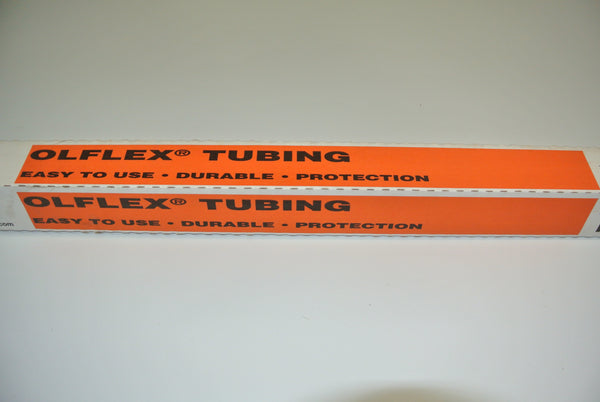 OLFLEX® TUBING
EASY TO USE • DURABLE • PROTECTION
OLFLEX® TUBING
EASY TO USE • DURABLE • PROTECTION